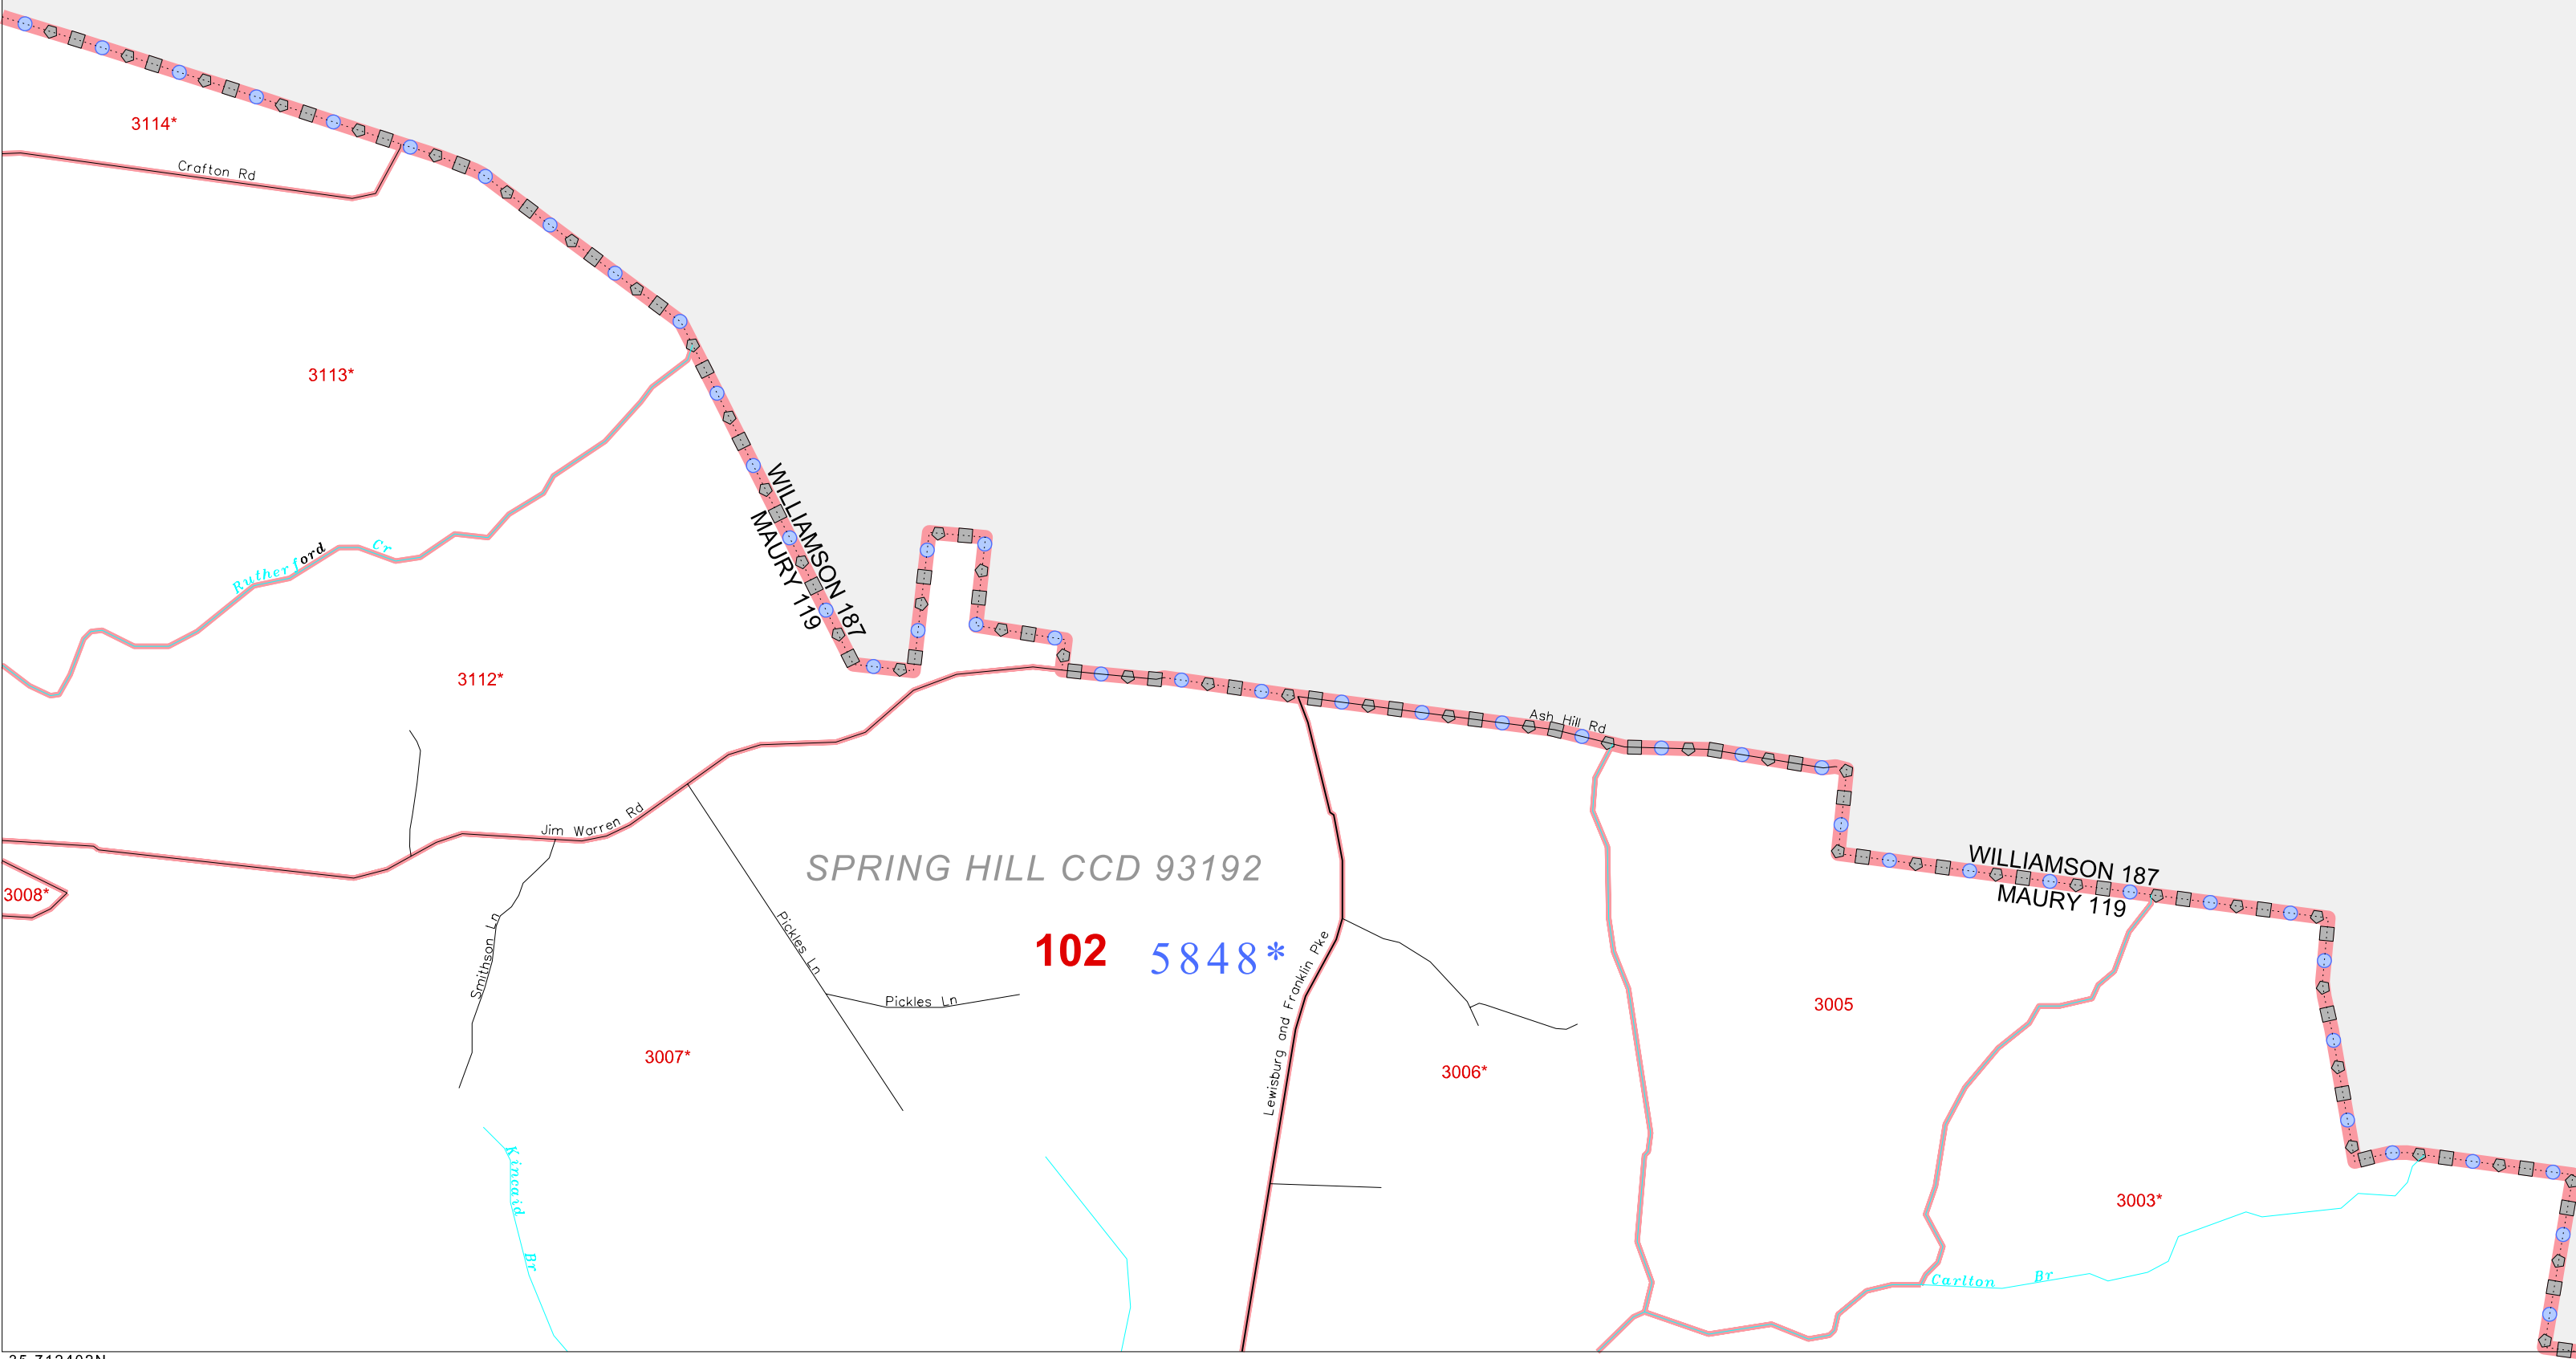 3114*
Crafton Rd
3113*
WILLIAMSON 187
MAURY 119
Rutherford Cr
3112*
Ash Hill Rd
Jim Warren Rd
SPRING HILL CCD 93192
WILLIAMSON 187
MAURY 119
3008*
Smithson Ln
Pickles Ln
102 5848*
Lewisburg and Franklin Pke
Pickles Ln
3005
3007*
3006*
Kincaid Br
3003*
Carlton Br